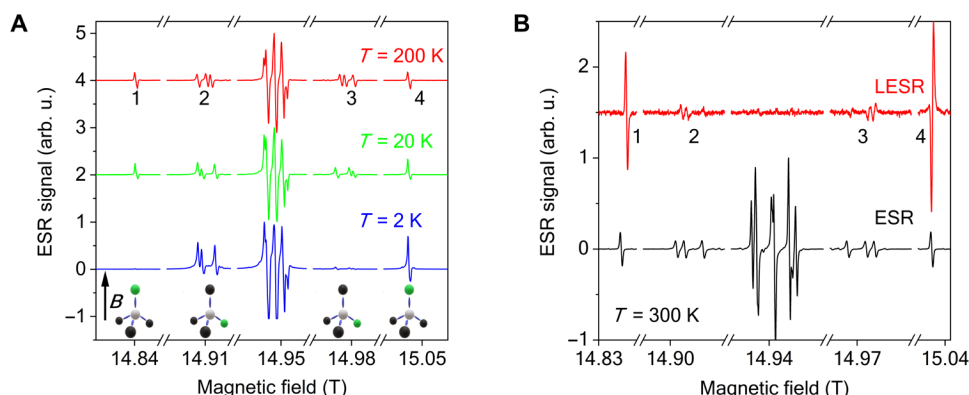 A
ESR signal (arb. u.)
5
4
3
2
1
0
−1
T = 200 K
1
2
3
4
T = 20 K
T = 2 K
B
14.84
14.91
14.95
14.98
15.05
Magnetic field (T)
B
ESR signal (arb. u.)
2
1
0
−1
LESR
1
2
3
4
ESR
T = 300 K
14.83
14.90
14.94
14.97
15.04
Magnetic field (T)